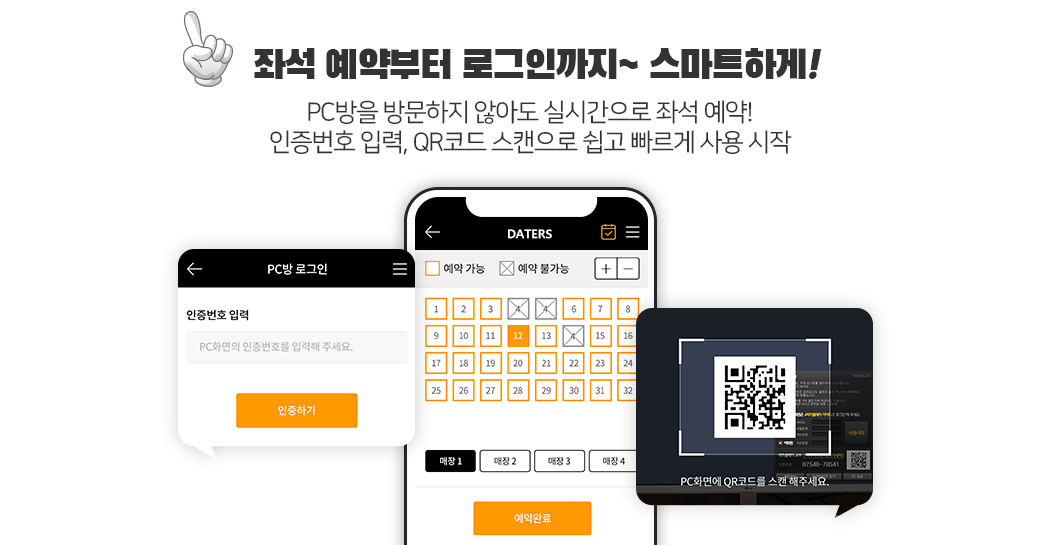 좌석 예약부터 로그인까지~ 스마트하게!
PC방을 방문하지 않아도 실시간으로 좌석 예약!
인증번호 입력, QR코드 스캔으로 쉽고 빠르게 사용 시작
DATERS
예약 가능 예약 불가능 + −
1 2 3 4 4 6 7 8
9 10 11 12 13 4 15 16
17 18 19 20 21 22 23 24
25 26 27 28 29 30 31 32
매장 1 매장 2 매장 3 매장 4
예약완료
PC방 로그인
인증번호 입력
PC화면의 인증번호를 입력해 주세요.
인증하기
사용시작
87548-78541
PC화면에 QR코드를 스캔 해주세요.